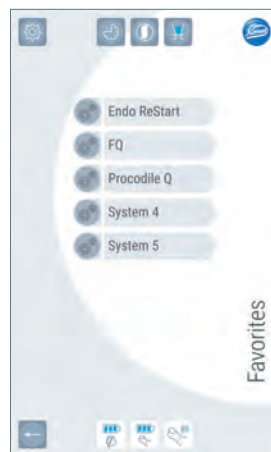 Endo ReStart
FQ
Procodile Q
System 4
System 5
Favorites